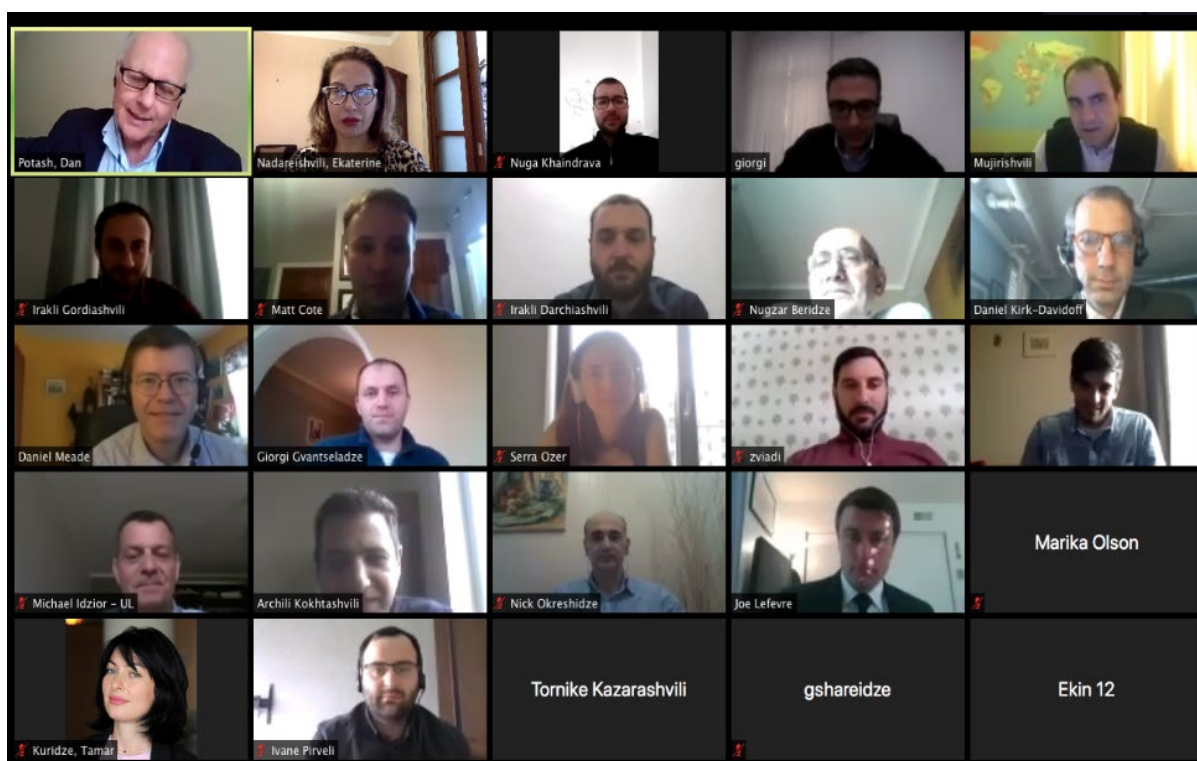 Potash, Dan
Nadareishvili, Ekaterine
Nuga Khaindrava
giorgi
Mujirishvili
Irakli Gordiashvili
Matt Cote
Irakli Darchiashvili
Nugzar Beridze
Daniel Kirk-Davidoff
Daniel Meade
Giorgi Gvantseladze
Serra Ozer
zviadi
Michael Idzior - UL
Archili Kokhtashvili
Nick Okreshidze
Joe Lefevre
Marika Olson
Kuridze, Tamar
Ivane Pirveli
Tornike Kazarashvili
gshareidze
Ekin 12